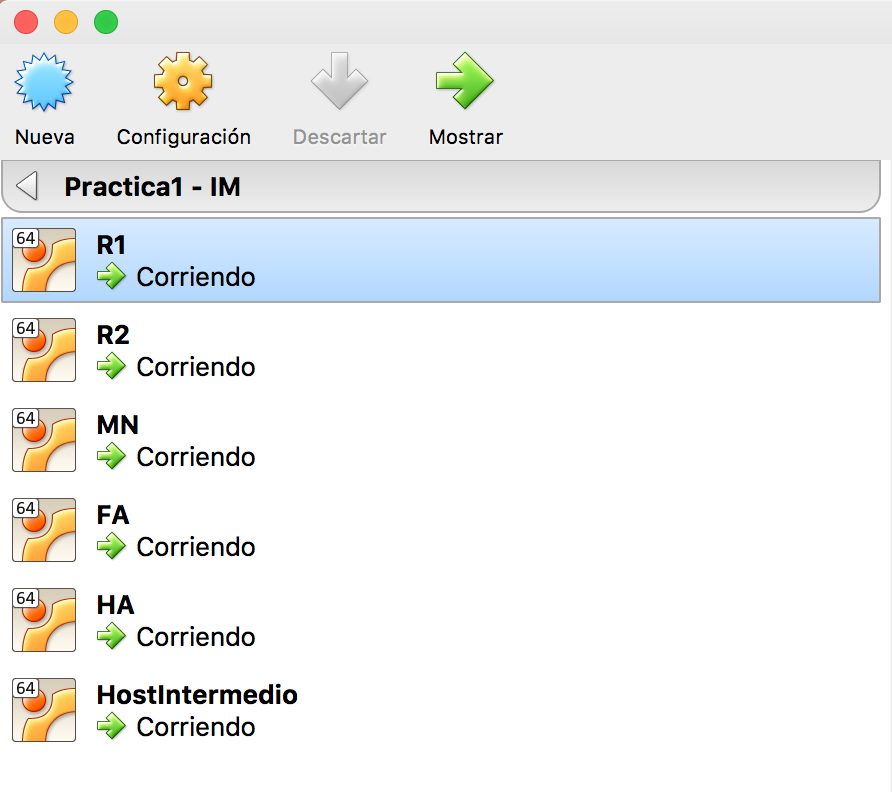 Nueva Configuración Descartar Mostrar
Practica1 - IM
64
R1
Corriendo
64
R2
Corriendo
64
MN
Corriendo
64
FA
Corriendo
64
HA
Corriendo
64
HostIntermedio
Corriendo